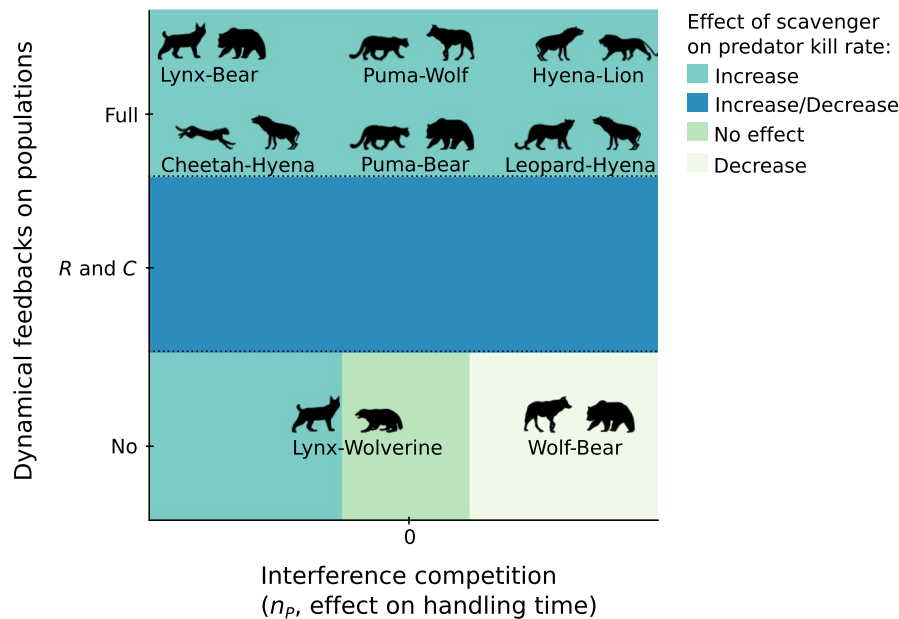 Effect of scavenger
on predator kill rate:
Increase
Increase/Decrease
No effect
Decrease
Dynamical feedbacks on populations
Full
R and C
No
Lynx-Bear
Puma-Wolf
Hyena-Lion
Cheetah-Hyena
Puma-Bear
Leopard-Hyena
Lynx-Wolverine
Wolf-Bear
0
Interference competition
(n_P, effect on handling time)